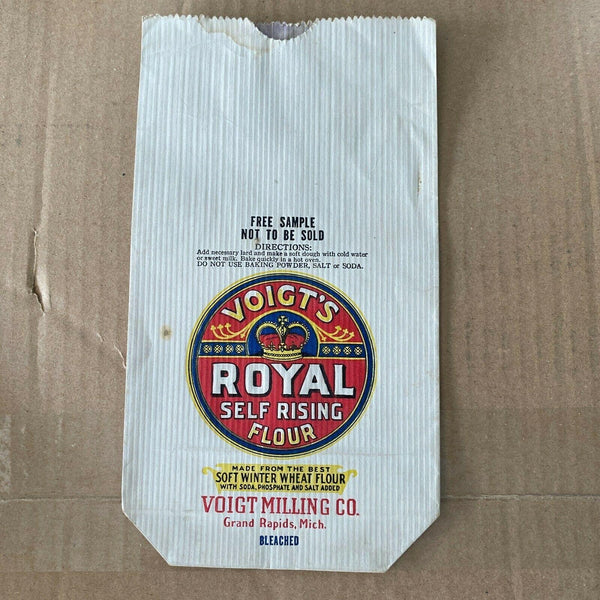 FREE SAMPLE
NOT TO BE SOLD
DIRECTIONS:
Add necessary lard and make a soft dough with cold water
or sweet milk. Bake quickly in a hot oven.
DO NOT USE BAKING POWDER, SALT or SODA.
VOIGT'S
ROYAL
SELF RISING
FLOUR
MADE FROM THE BEST
SOFT WINTER WHEAT FLOUR
WITH SODA, PHOSPHATE AND SALT ADDED
VOIGT MILLING CO.
Grand Rapids, Mich.
BLEACHED